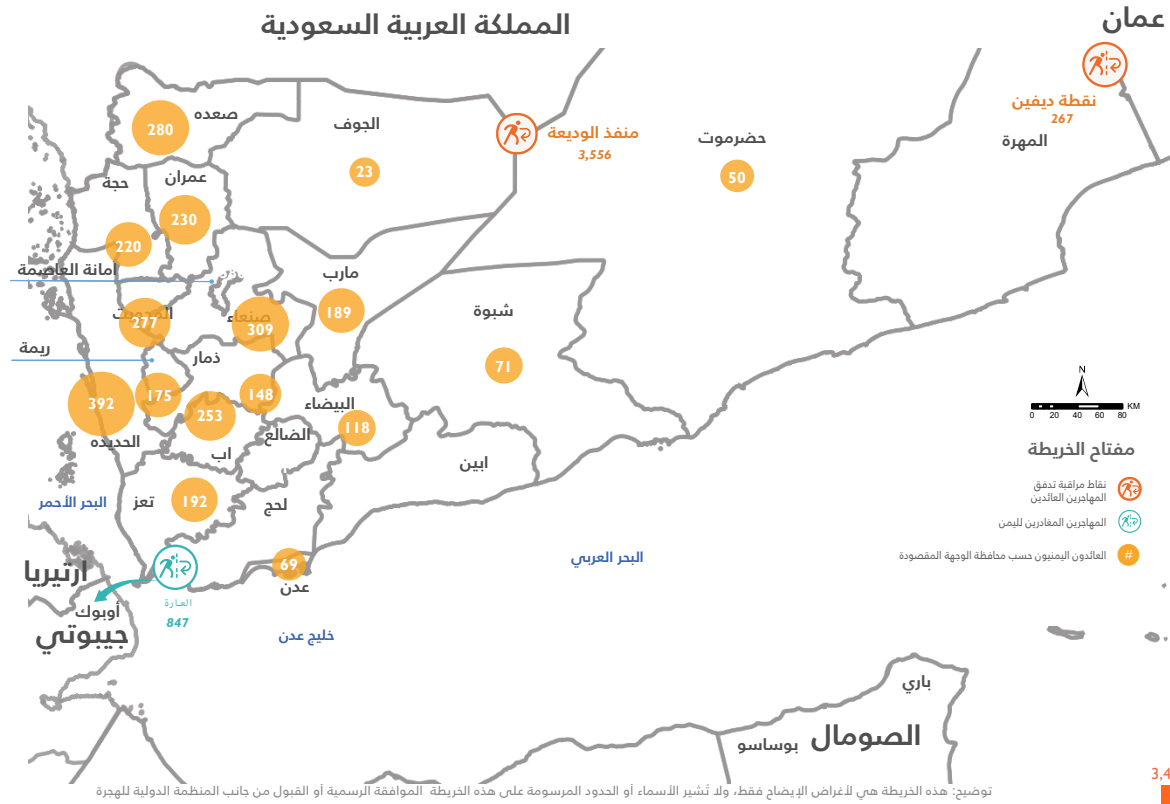 المملكة العربية السعودية
عمان
نقطة ديفين
267
المهرة
منفذ الوديعة
3,556
حضرموت
50
صعده
280
الجوف
23
حجة
عمران
230
220
امانة العاصمة
مارب
189
المحويت
277
صنعاء
309
شبوة
71
ريمة
ذمار
392
175
148
253
البيضاء
118
الحديده
اب
الضالع
ابين
تعز
192
لحج
البحر الأحمر
البحر العربي
69
عدن
العارة
847
خليج عدن
ارتيريا
أوبوك
جيبوتي
N
0 20 40 60 80 KM
مفتاح الخريطة
نقاط مراقبة تدفق
المهاجرين العائدين
المهاجرين المغادرين لليمن
# العائدون اليمنيون حسب محافظة الوجهة المقصودة
باري
الصومال
بوساسو
توضيح: هذه الخريطة هي لأغراض الإيضاح فقط، ولا تُشير الأسماء أو الحدود المرسومة على هذه الخريطة الموافقة الرسمية أو القبول من جانب المنظمة الدولية للهجرة